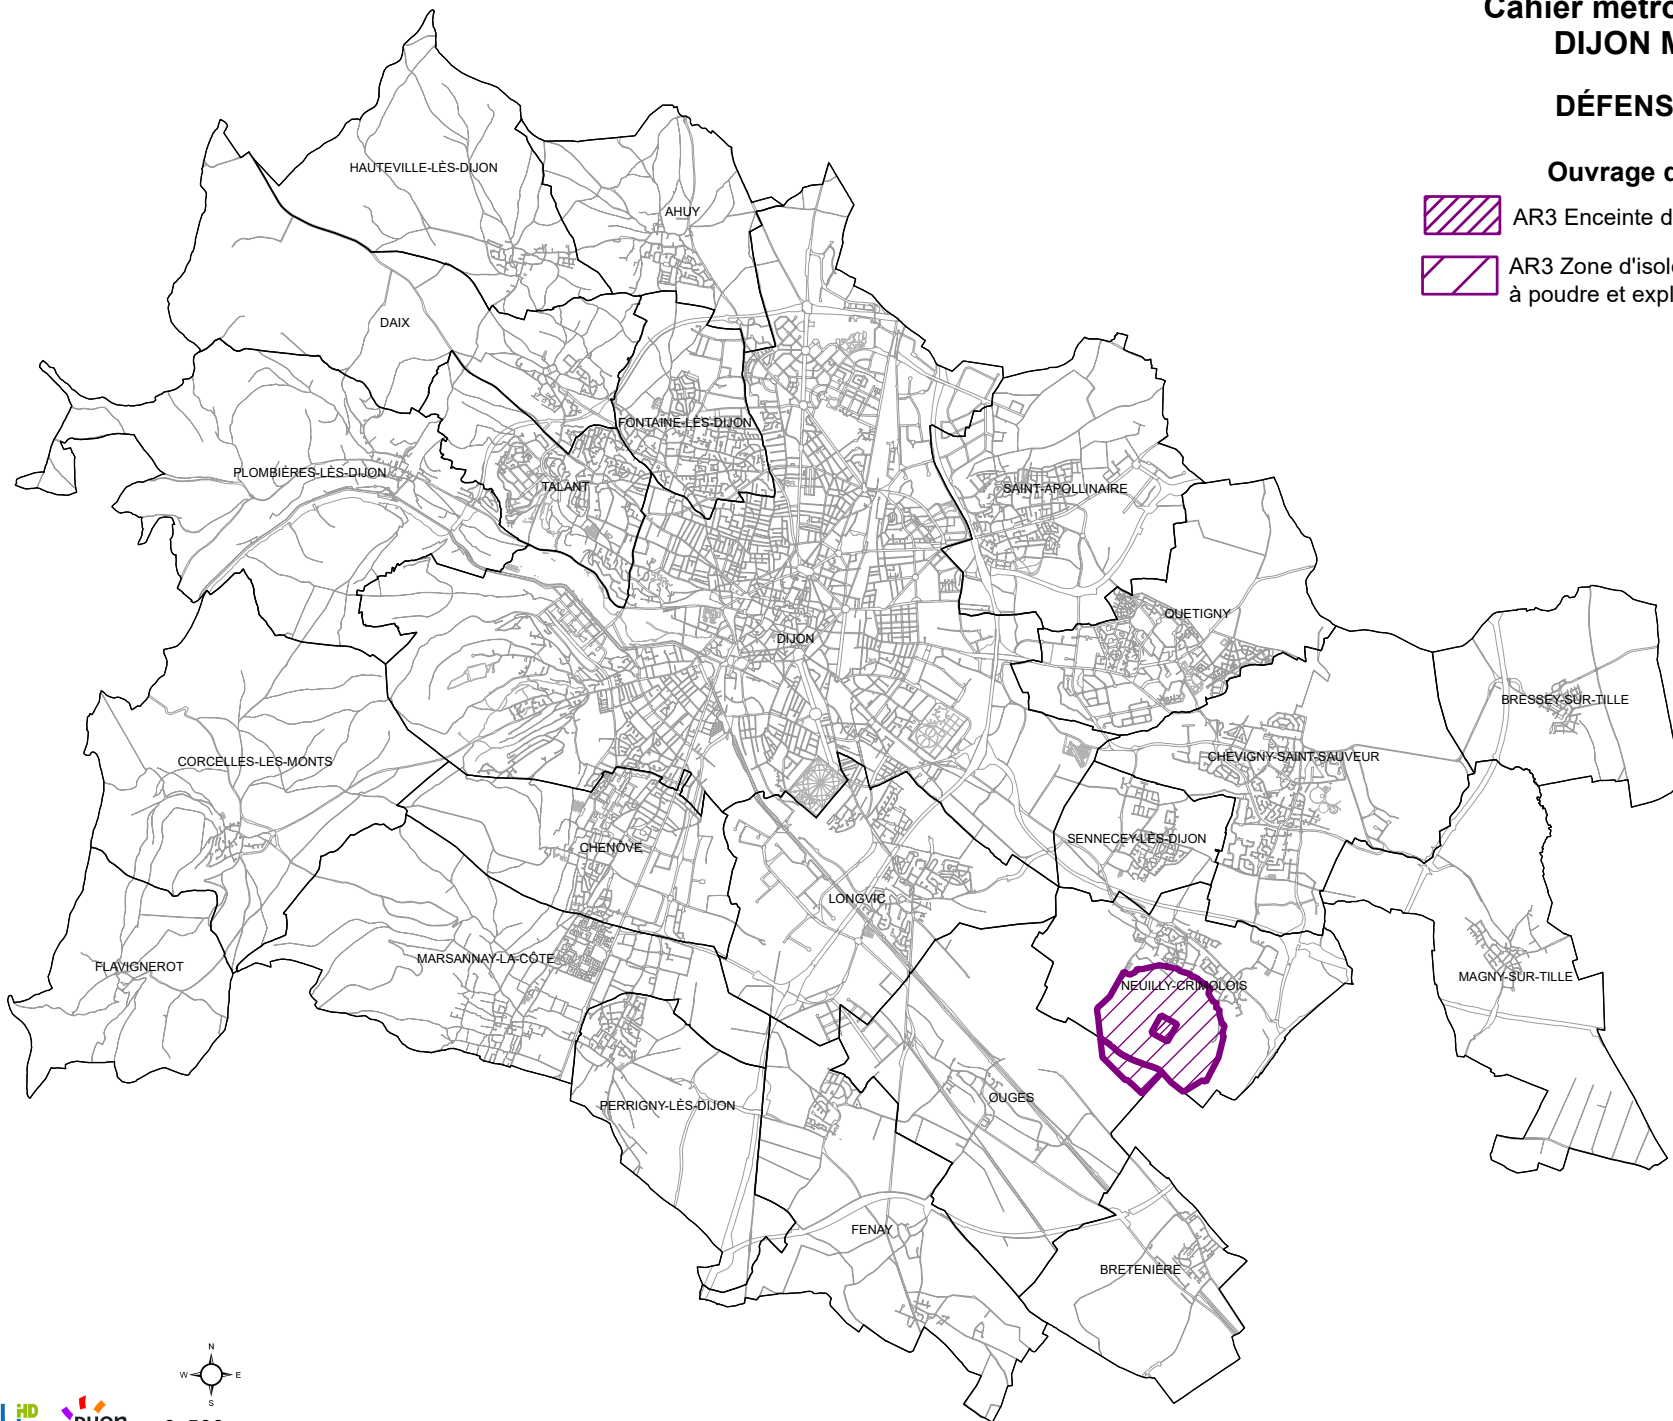 Cahier métro
DIJON M
DÉFENS
Ouvrage d
AR3 Enceinte d
AR3 Zone d'isol
à poudre et expl
HAUTEVILLE-LÈS-DIJON
AHUY
DAIX
FONTAINE-LÈS-DIJON
PLOMBIÈRES-LÈS-DIJON
TALANT
SAINT-APOLLINAIRE
QUETIGNY
DIJON
BRESSEY-SUR-TILLE
CORCELLES-LES-MONTS
CHEVIGNY-SAINT-SAUVEUR
CHENÔVE
SENNECEY-LÈS-DIJON
LONGVIC
FLAVIGNEROT
MARSANNAY-LA-CÔTE
MAGNY-SUR-TILLE
NEUILLY-CRIMOLOIS
PERRIGNY-LÈS-DIJON
OUGES
FENAY
BRETENIÈRE
N
W E
S
HD